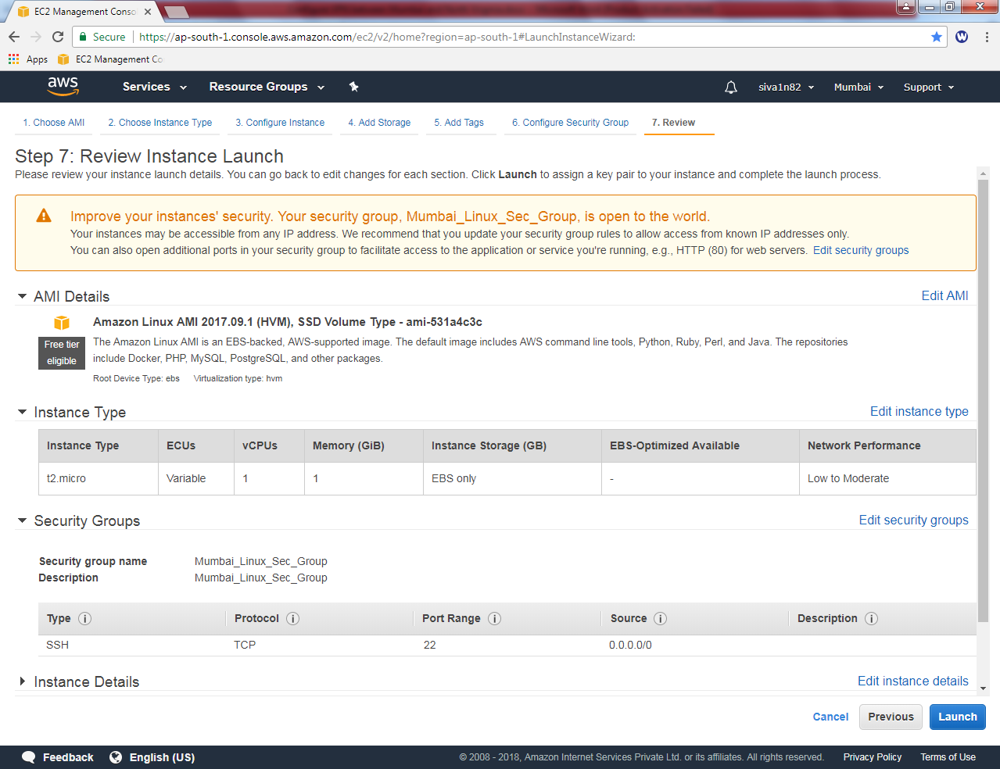 EC2 Management Conso
Secure https://ap-south-1.console.aws.amazon.com/ec2/v2/home?region=ap-south-1#LaunchInstanceWizard:
Apps EC2 Management Co
aws Services Resource Groups siva1n82 Mumbai Support
1. Choose AMI 2. Choose Instance Type 3. Configure Instance 4. Add Storage 5. Add Tags 6. Configure Security Group 7. Review
Step 7: Review Instance Launch
Please review your instance launch details. You can go back to edit changes for each section. Click Launch to assign a key pair to your instance and complete the launch process.
Improve your instances' security. Your security group, Mumbai_Linux_Sec_Group, is open to the world.
Your instances may be accessible from any IP address. We recommend that you update your security group rules to allow access from known IP addresses only.
You can also open additional ports in your security group to facilitate access to the application or service you're running, e.g., HTTP (80) for web servers. Edit security groups
AMI Details Edit AMI
Amazon Linux AMI 2017.09.1 (HVM), SSD Volume Type - ami-531a4c3c
Free tier
eligible
The Amazon Linux AMI is an EBS-backed, AWS-supported image. The default image includes AWS command line tools, Python, Ruby, Perl, and Java. The repositories
include Docker, PHP, MySQL, PostgreSQL, and other packages.
Root Device Type: ebs Virtualization type: hvm
Instance Type Edit instance type
Instance Type ECUs vCPUs Memory (GiB) Instance Storage (GB) EBS-Optimized Available Network Performance
t2.micro Variable 1 1 EBS only - Low to Moderate
Security Groups Edit security groups
Security group name Mumbai_Linux_Sec_Group
Description Mumbai_Linux_Sec_Group
Type Protocol Port Range Source Description
SSH TCP 22 0.0.0.0/0
Instance Details Edit instance details
Cancel Previous Launch
Feedback English (US) © 2008 - 2018, Amazon Internet Services Private Ltd. or its affiliates. All rights reserved. Privacy Policy Terms of Use